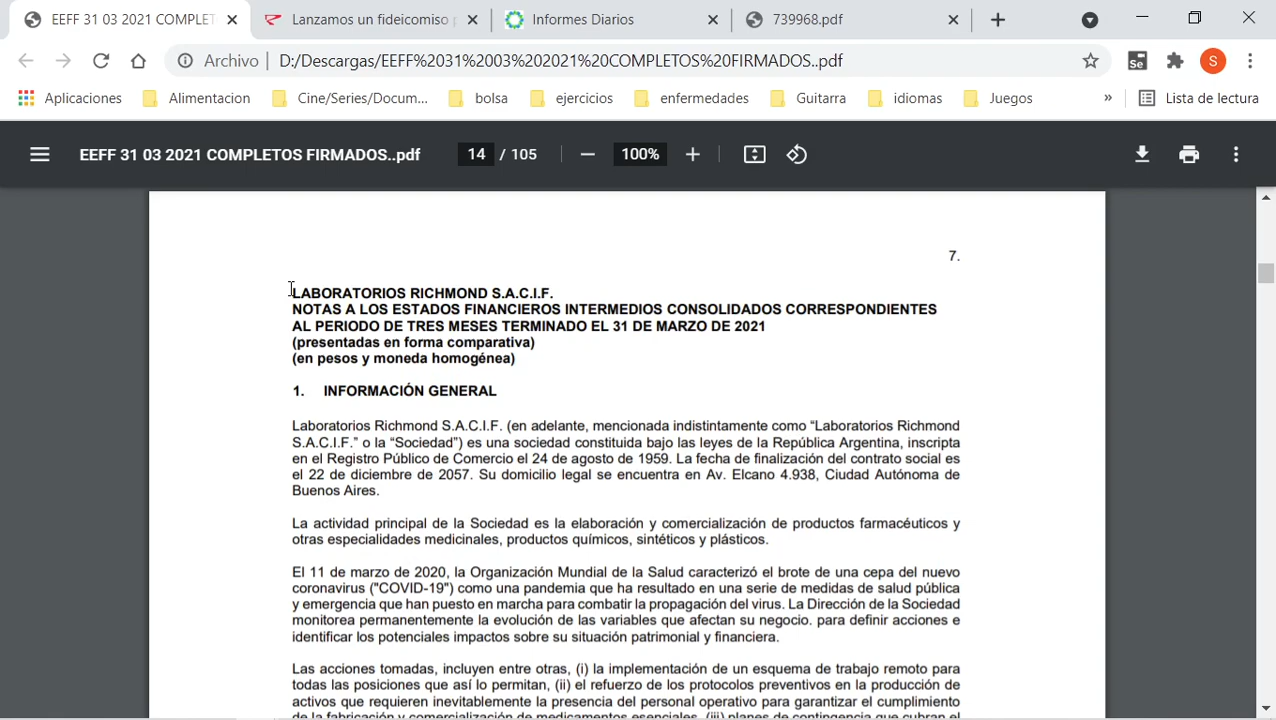 EEFF 31 03 2021 COMPLET
Lanzamos un fideicomiso
Informes Diarios
739968.pdf
Archivo
D:/Descargas/EEFF%2031%2003%202021%20COMPLETOS%20FIRMADOS..pdf
Se
S
Aplicaciones
Alimentacion
Cine/Series/Docum...
bolsa
ejercicios
enfermedades
Guitarra
idiomas
Juegos
»
Lista de lectura
EEFF 31 03 2021 COMPLETOS FIRMADOS..pdf
14 / 105
100%
7.
LABORATORIOS RICHMOND S.A.C.I.F.
NOTAS A LOS ESTADOS FINANCIEROS INTERMEDIOS CONSOLIDADOS CORRESPONDIENTES
AL PERIODO DE TRES MESES TERMINADO EL 31 DE MARZO DE 2021
(presentadas en forma comparativa)
(en pesos y moneda homogénea)
1. INFORMACIÓN GENERAL
Laboratorios Richmond S.A.C.I.F. (en adelante, mencionada indistintamente como “Laboratorios Richmond
S.A.C.I.F.” o la “Sociedad”) es una sociedad constituida bajo las leyes de la República Argentina, inscripta
en el Registro Público de Comercio el 24 de agosto de 1959. La fecha de finalización del contrato social es
el 22 de diciembre de 2057. Su domicilio legal se encuentra en Av. Elcano 4.938, Ciudad Autónoma de
Buenos Aires.
La actividad principal de la Sociedad es la elaboración y comercialización de productos farmacéuticos y
otras especialidades medicinales, productos químicos, sintéticos y plásticos.
El 11 de marzo de 2020, la Organización Mundial de la Salud caracterizó el brote de una cepa del nuevo
coronavirus ("COVID-19") como una pandemia que ha resultado en una serie de medidas de salud pública
y emergencia que han puesto en marcha para combatir la propagación del virus. La Dirección de la Sociedad
monitorea permanentemente la evolución de las variables que afectan su negocio. para definir acciones e
identificar los potenciales impactos sobre su situación patrimonial y financiera.
Las acciones tomadas, incluyen entre otras, (i) la implementación de un esquema de trabajo remoto para
todas las posiciones que así lo permitan, (ii) el refuerzo de los protocolos preventivos en la producción de
activos que requieren inevitablemente la presencia del personal operativo para garantizar el cumplimiento
de la fabricación y comercialización de medicamentos esenciales, (iii) planes de contingencia que cubran el